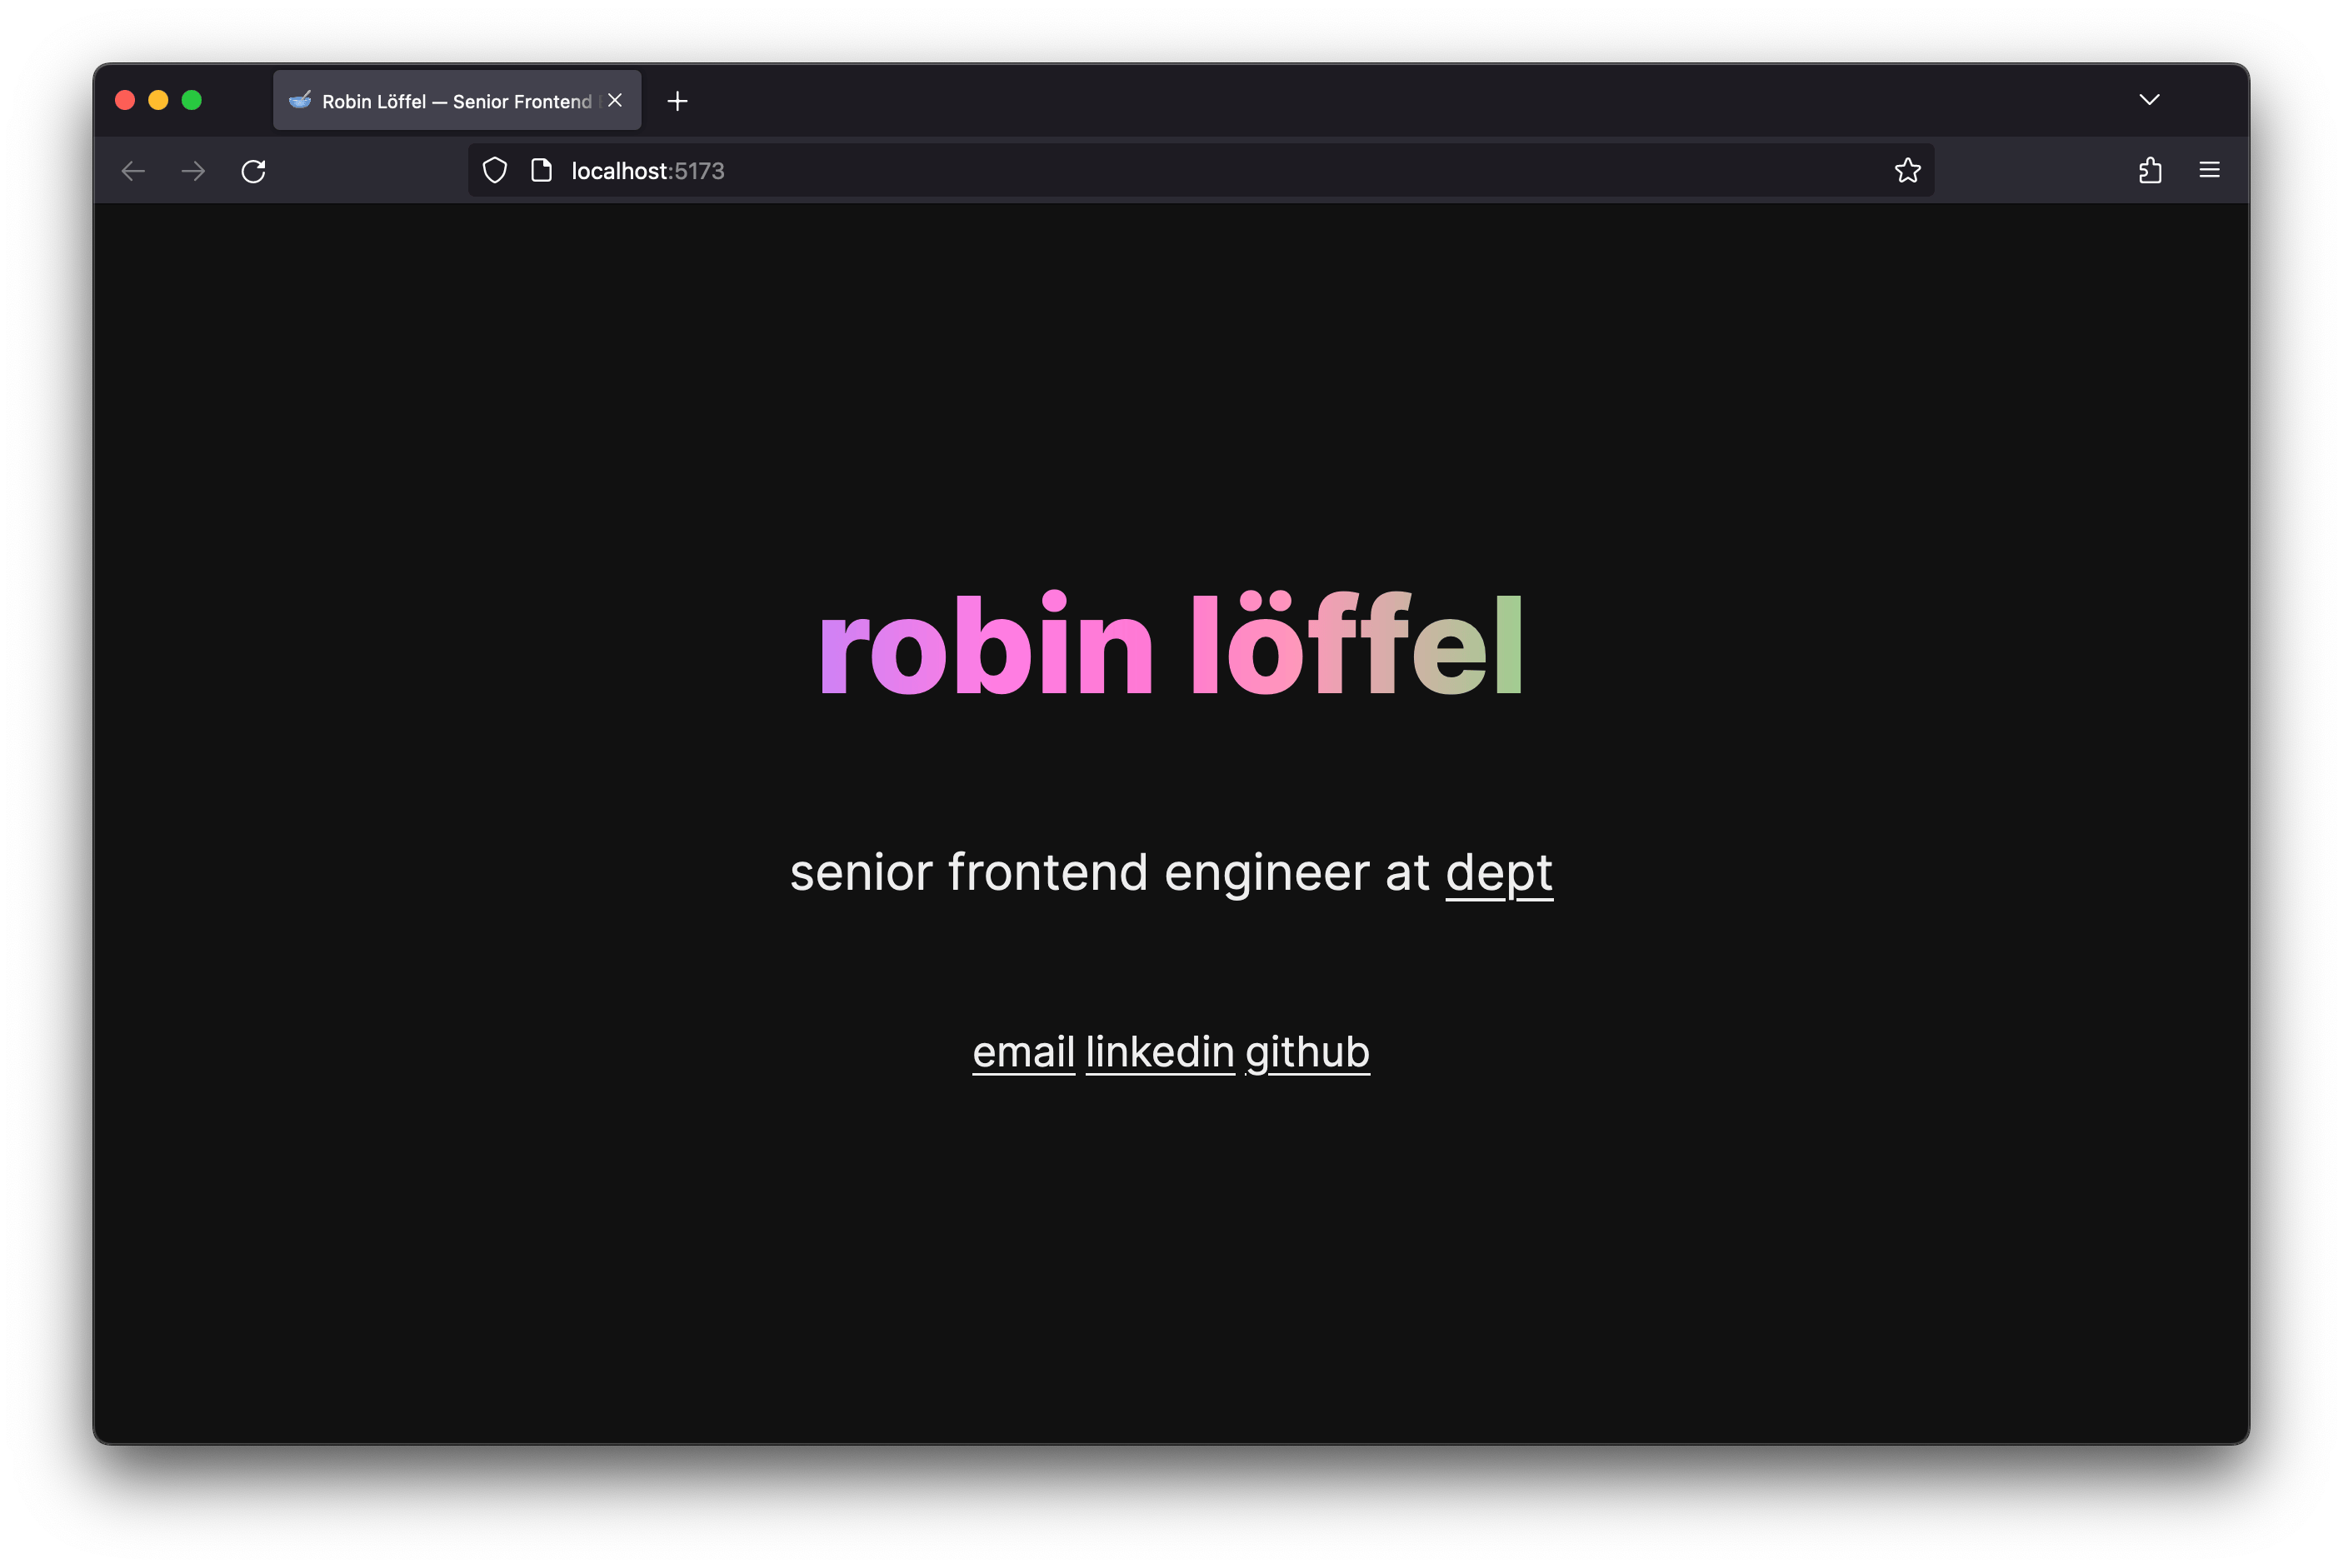 Robin Löffel — Senior Frontend
localhost:5173
robin löffel
senior frontend engineer at dept
email linkedin github